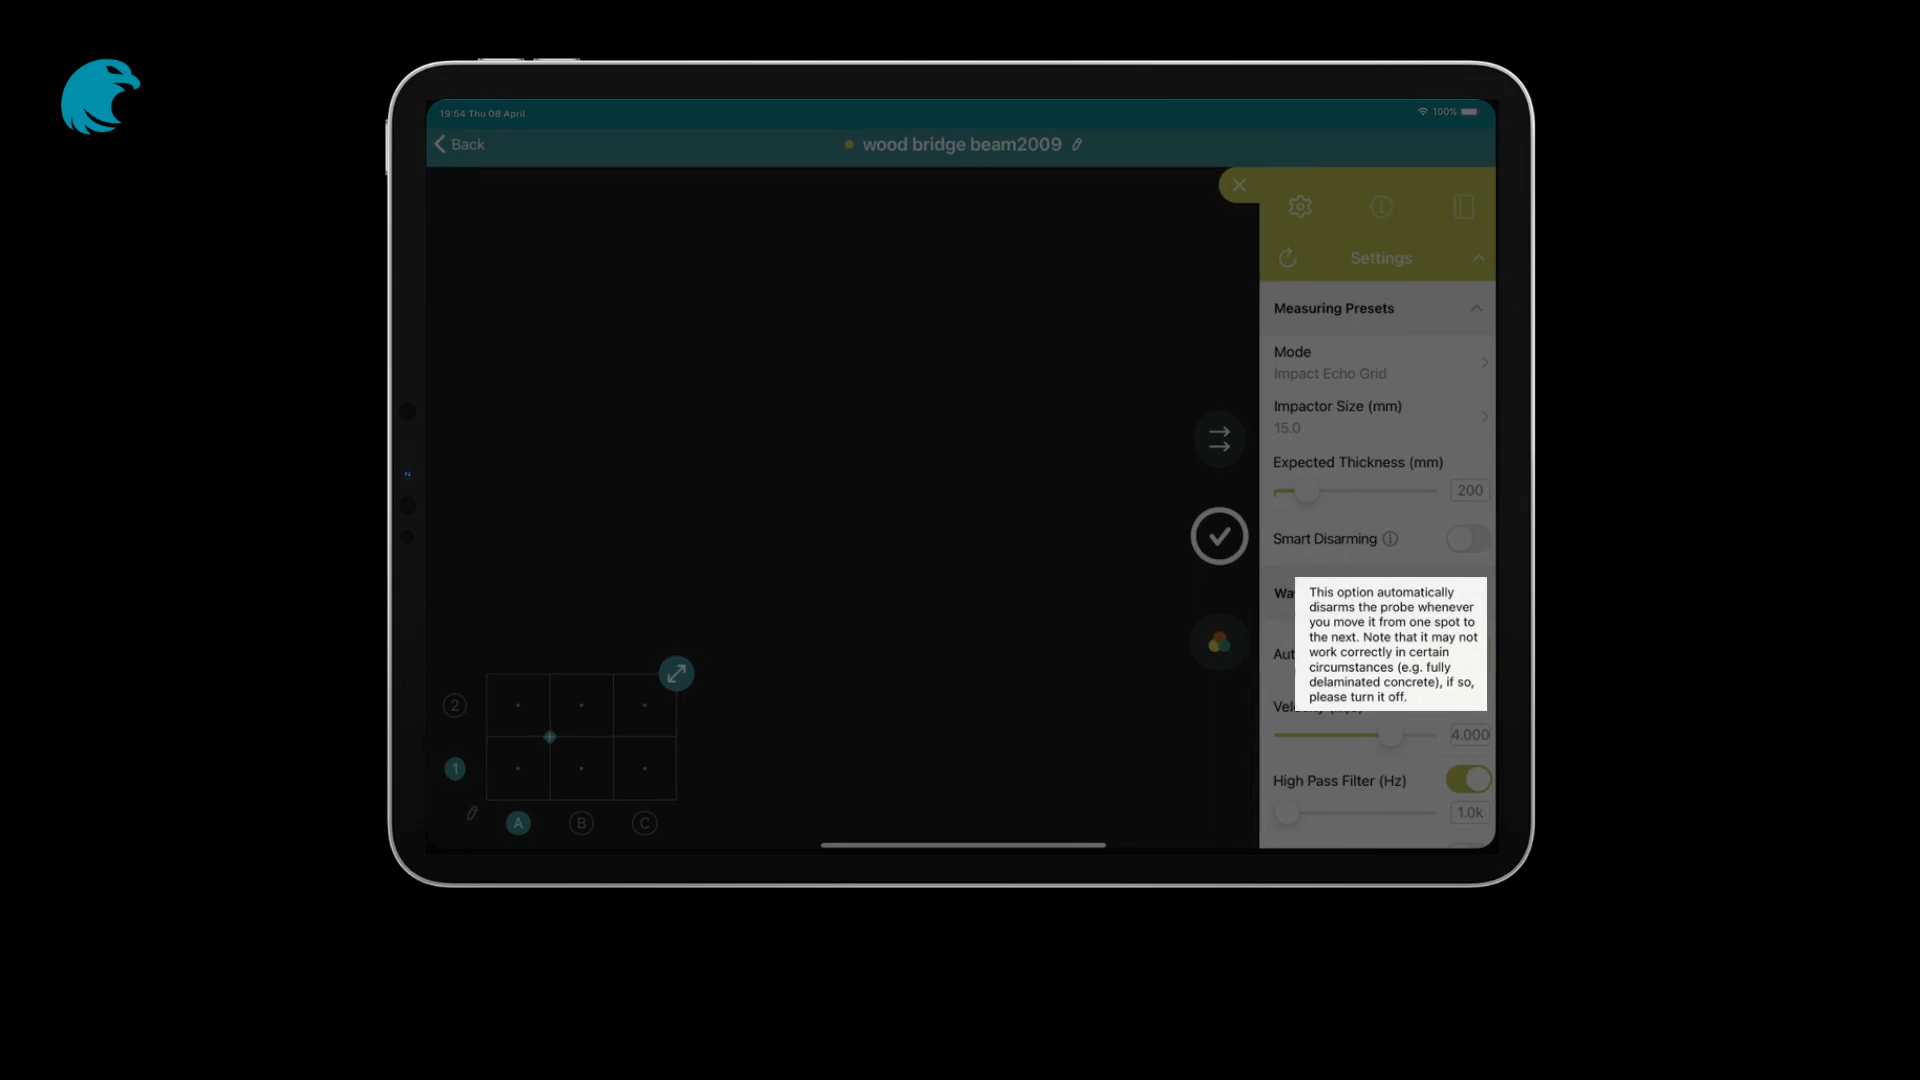 19:54 Thu 08 April
100%
Back
wood bridge beam2009
Settings
Measuring Presets
Mode
Impact Echo Grid
Impactor Size (mm)
15.0
Expected Thickness (mm)
200
Smart Disarming
This option automatically
disarms the probe whenever
you move it from one spot to
the next. Note that it may not
work correctly in certain
circumstances (e.g. fully
delaminated concrete), if so,
please turn it off.
4.000
High Pass Filter (Hz)
1.0k
2
1
A
B
C